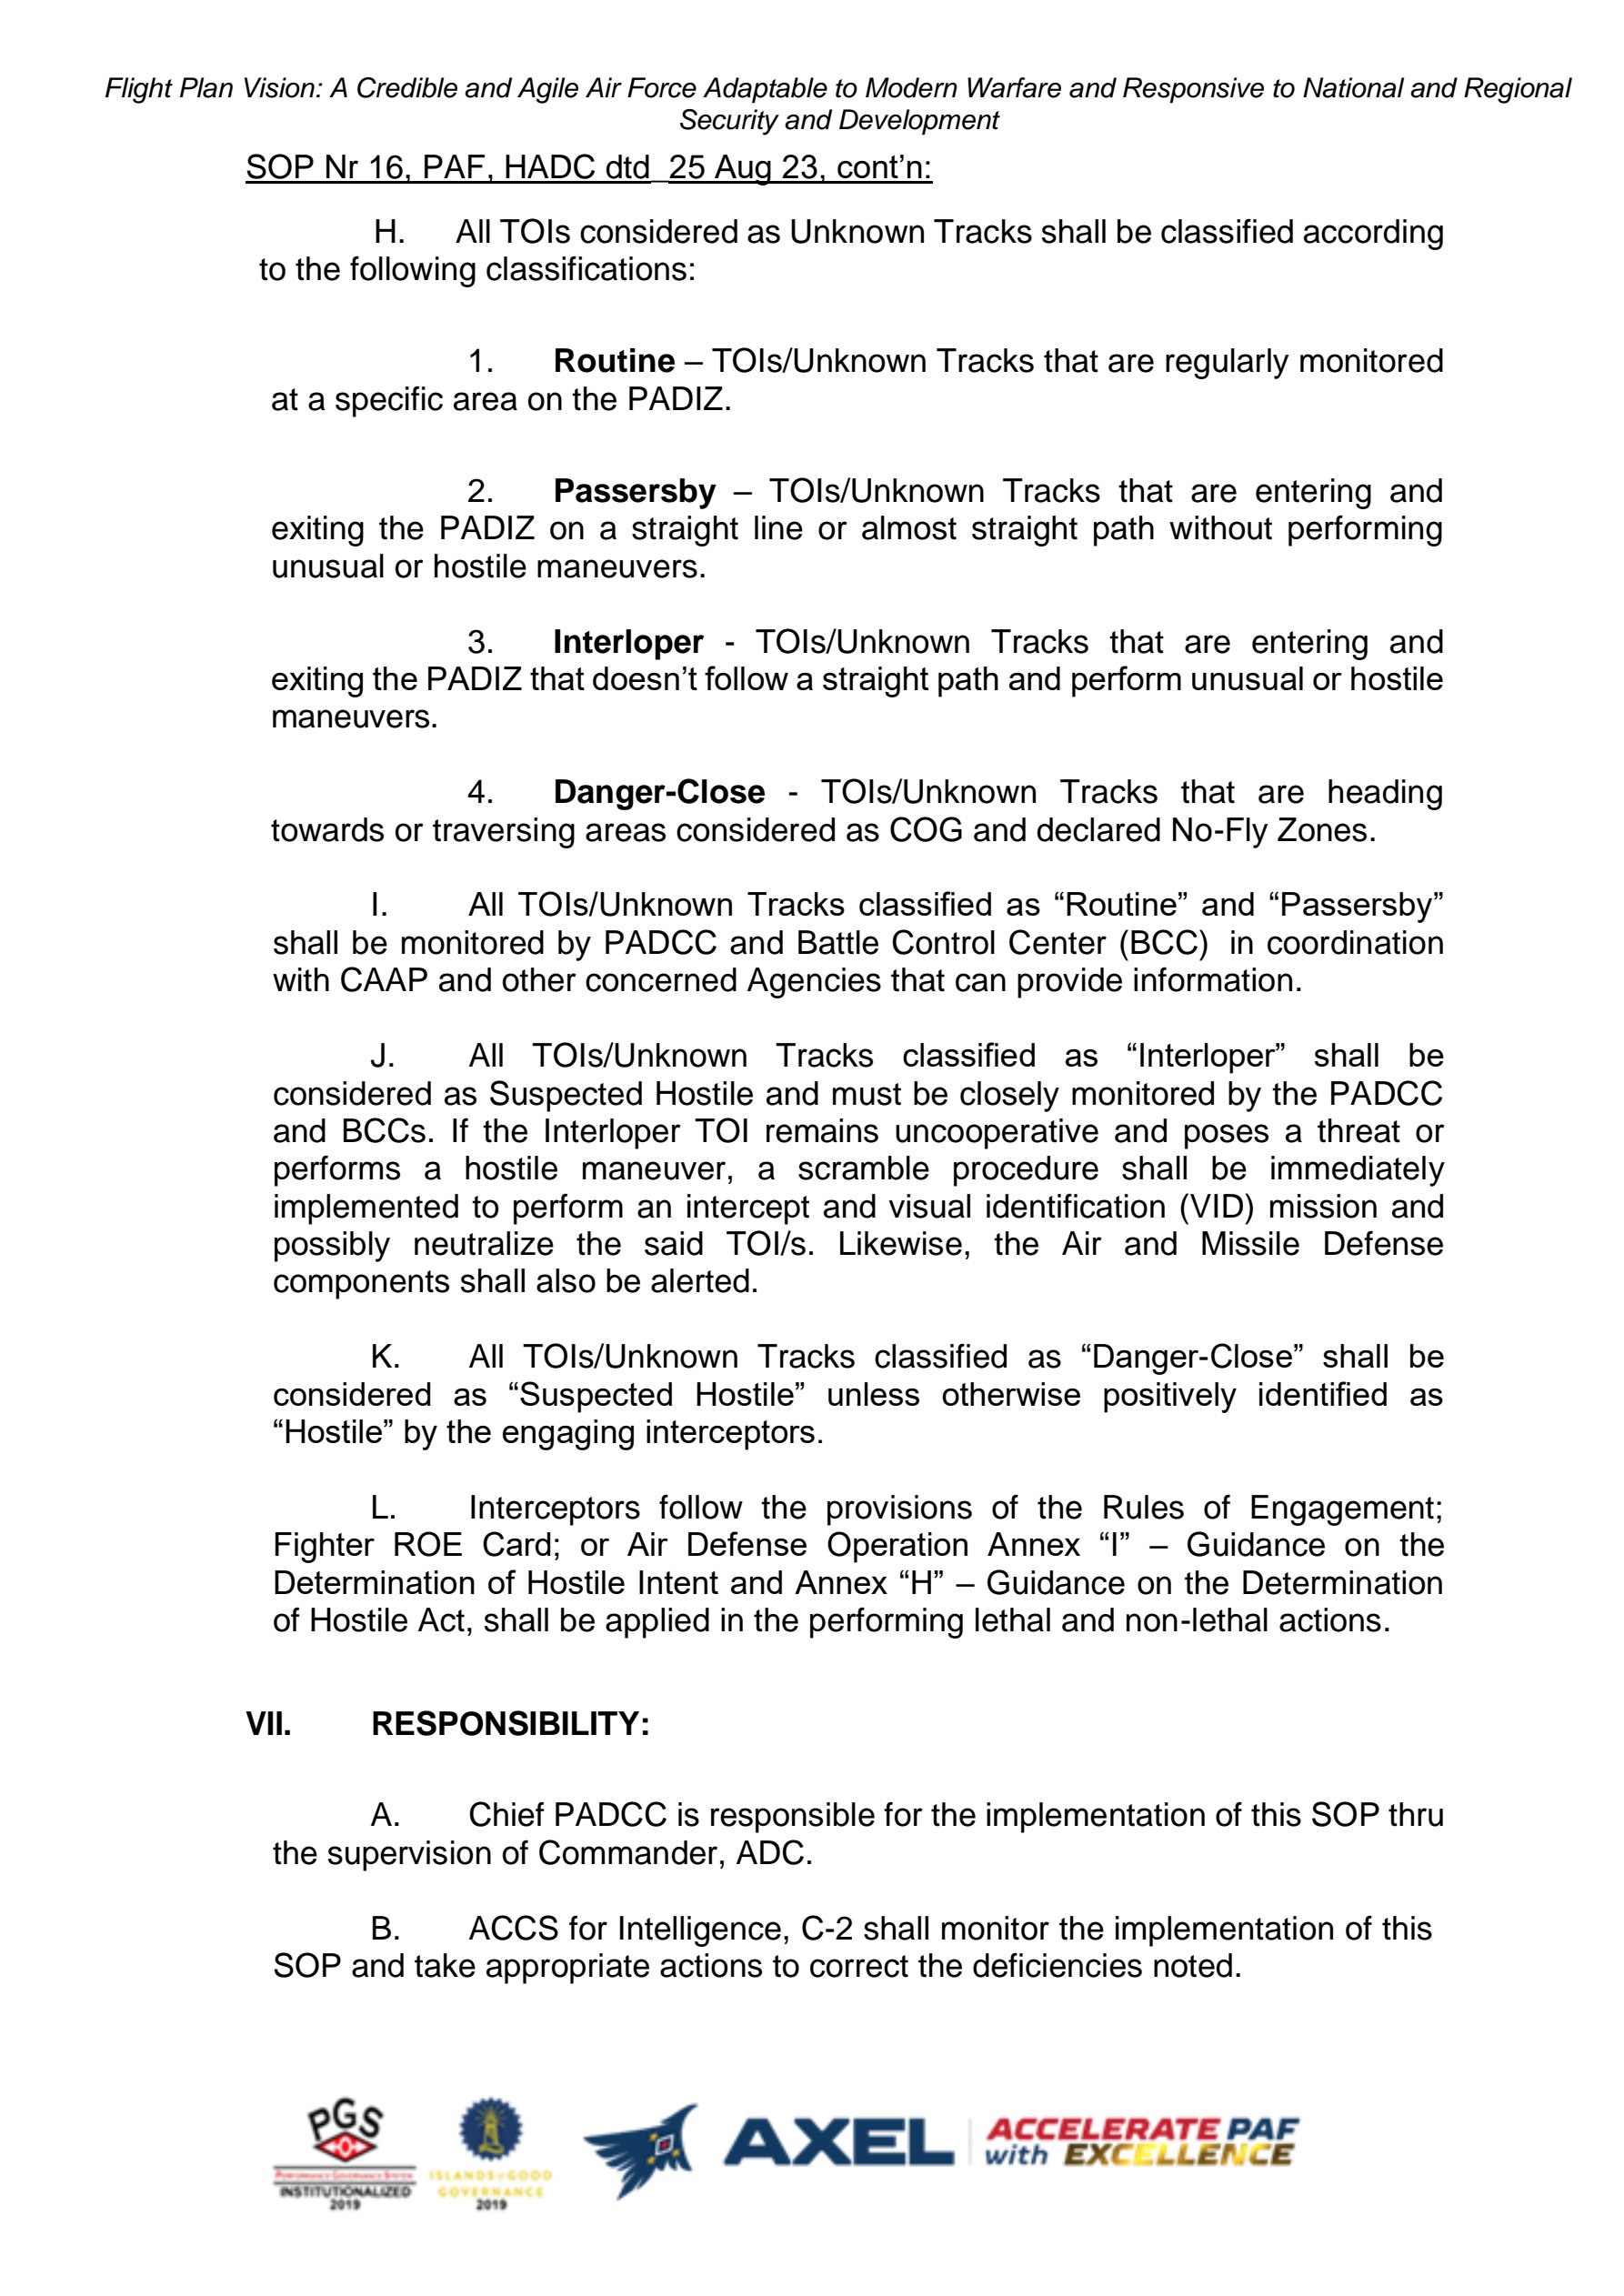 Flight Plan Vision: A Credible and Agile Air Force Adaptable to Modern Warfare and Responsive to National and Regional
Security and Development
SOP Nr 16, PAF, HADC dtd_25 Aug 23, cont’n:
H. All TOIs considered as Unknown Tracks shall be classified according
to the following classifications:
1. Routine – TOIs/Unknown Tracks that are regularly monitored
at a specific area on the PADIZ.
2. Passersby – TOIs/Unknown Tracks that are entering and
exiting the PADIZ on a straight line or almost straight path without performing
unusual or hostile maneuvers.
3. Interloper - TOIs/Unknown Tracks that are entering and
exiting the PADIZ that doesn’t follow a straight path and perform unusual or hostile
maneuvers.
4. Danger-Close - TOIs/Unknown Tracks that are heading
towards or traversing areas considered as COG and declared No-Fly Zones.
I. All TOIs/Unknown Tracks classified as “Routine” and “Passersby”
shall be monitored by PADCC and Battle Control Center (BCC) in coordination
with CAAP and other concerned Agencies that can provide information.
J. All TOIs/Unknown Tracks classified as “Interloper” shall be
considered as Suspected Hostile and must be closely monitored by the PADCC
and BCCs. If the Interloper TOI remains uncooperative and poses a threat or
performs a hostile maneuver, a scramble procedure shall be immediately
implemented to perform an intercept and visual identification (VID) mission and
possibly neutralize the said TOI/s. Likewise, the Air and Missile Defense
components shall also be alerted.
K. All TOIs/Unknown Tracks classified as “Danger-Close” shall be
considered as “Suspected Hostile” unless otherwise positively identified as
“Hostile” by the engaging interceptors.
L. Interceptors follow the provisions of the Rules of Engagement;
Fighter ROE Card; or Air Defense Operation Annex “I” – Guidance on the
Determination of Hostile Intent and Annex “H” – Guidance on the Determination
of Hostile Act, shall be applied in the performing lethal and non-lethal actions.
VII. RESPONSIBILITY:
A. Chief PADCC is responsible for the implementation of this SOP thru
the supervision of Commander, ADC.
B. ACCS for Intelligence, C-2 shall monitor the implementation of this
SOP and take appropriate actions to correct the deficiencies noted.
PGS
PERFORMANCE GOVERNANCE SYSTEM
INSTITUTIONALIZED
2019
ISLANDS of GOOD
GOVERNANCE
2019
AXEL
ACCELERATE PAF
with EXCELLENCE